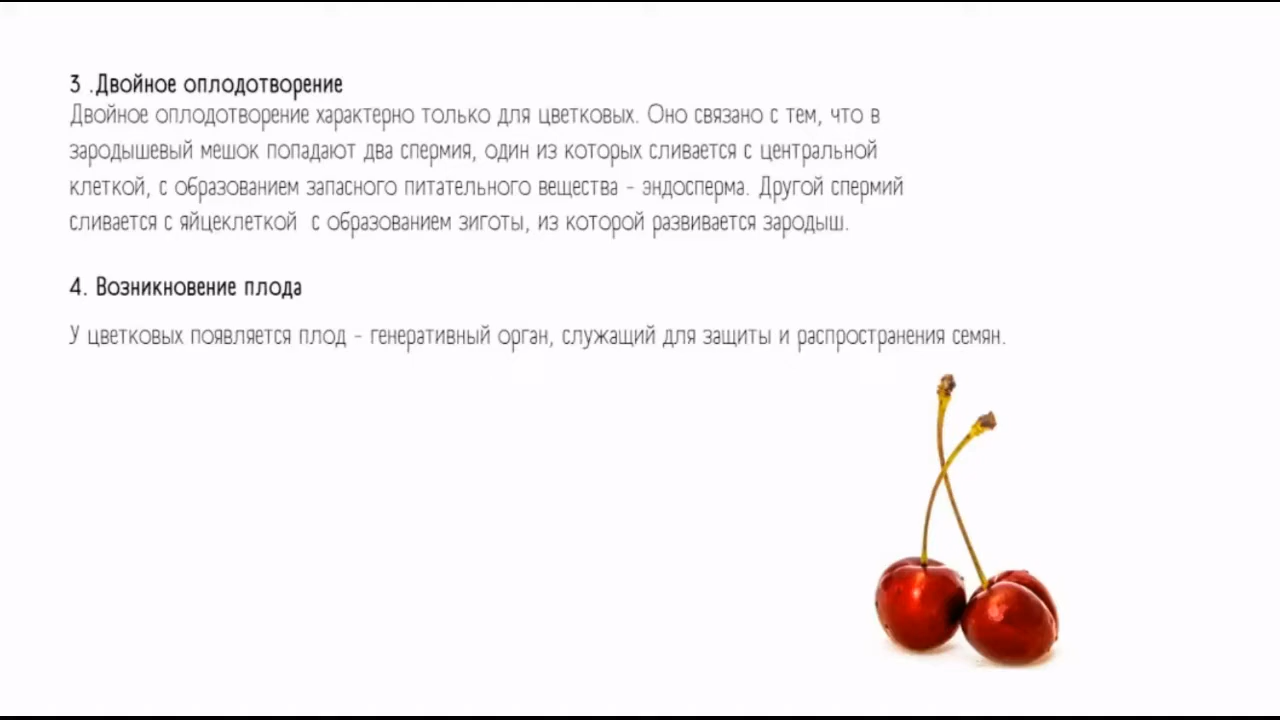 3 .Двойное оплодотворение
Двойное оплодотворение характерно только для цветковых. Оно связано с тем, что в
зародышевый мешок попадают два спермия, один из которых сливается с центральной
клеткой, с образованием запасного питательного вещества - эндосперма. Другой спермий
сливается с яйцеклеткой с образованием зиготы, из которой развивается зародыш.
4. Возникновение плода
У цветковых появляется плод - генеративный орган, служащий для защиты и распространения семян.